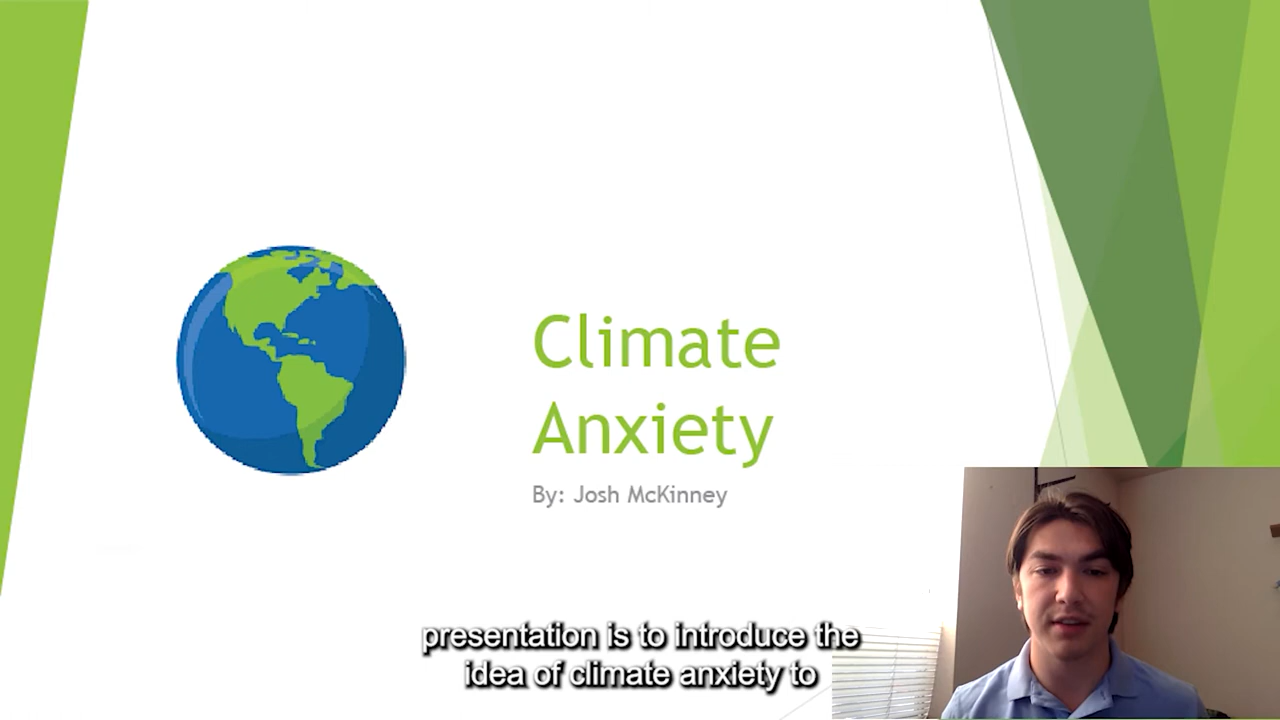 Climate
Anxiety
By: Josh McKinney
presentation is to introduce the
idea of climate anxiety to